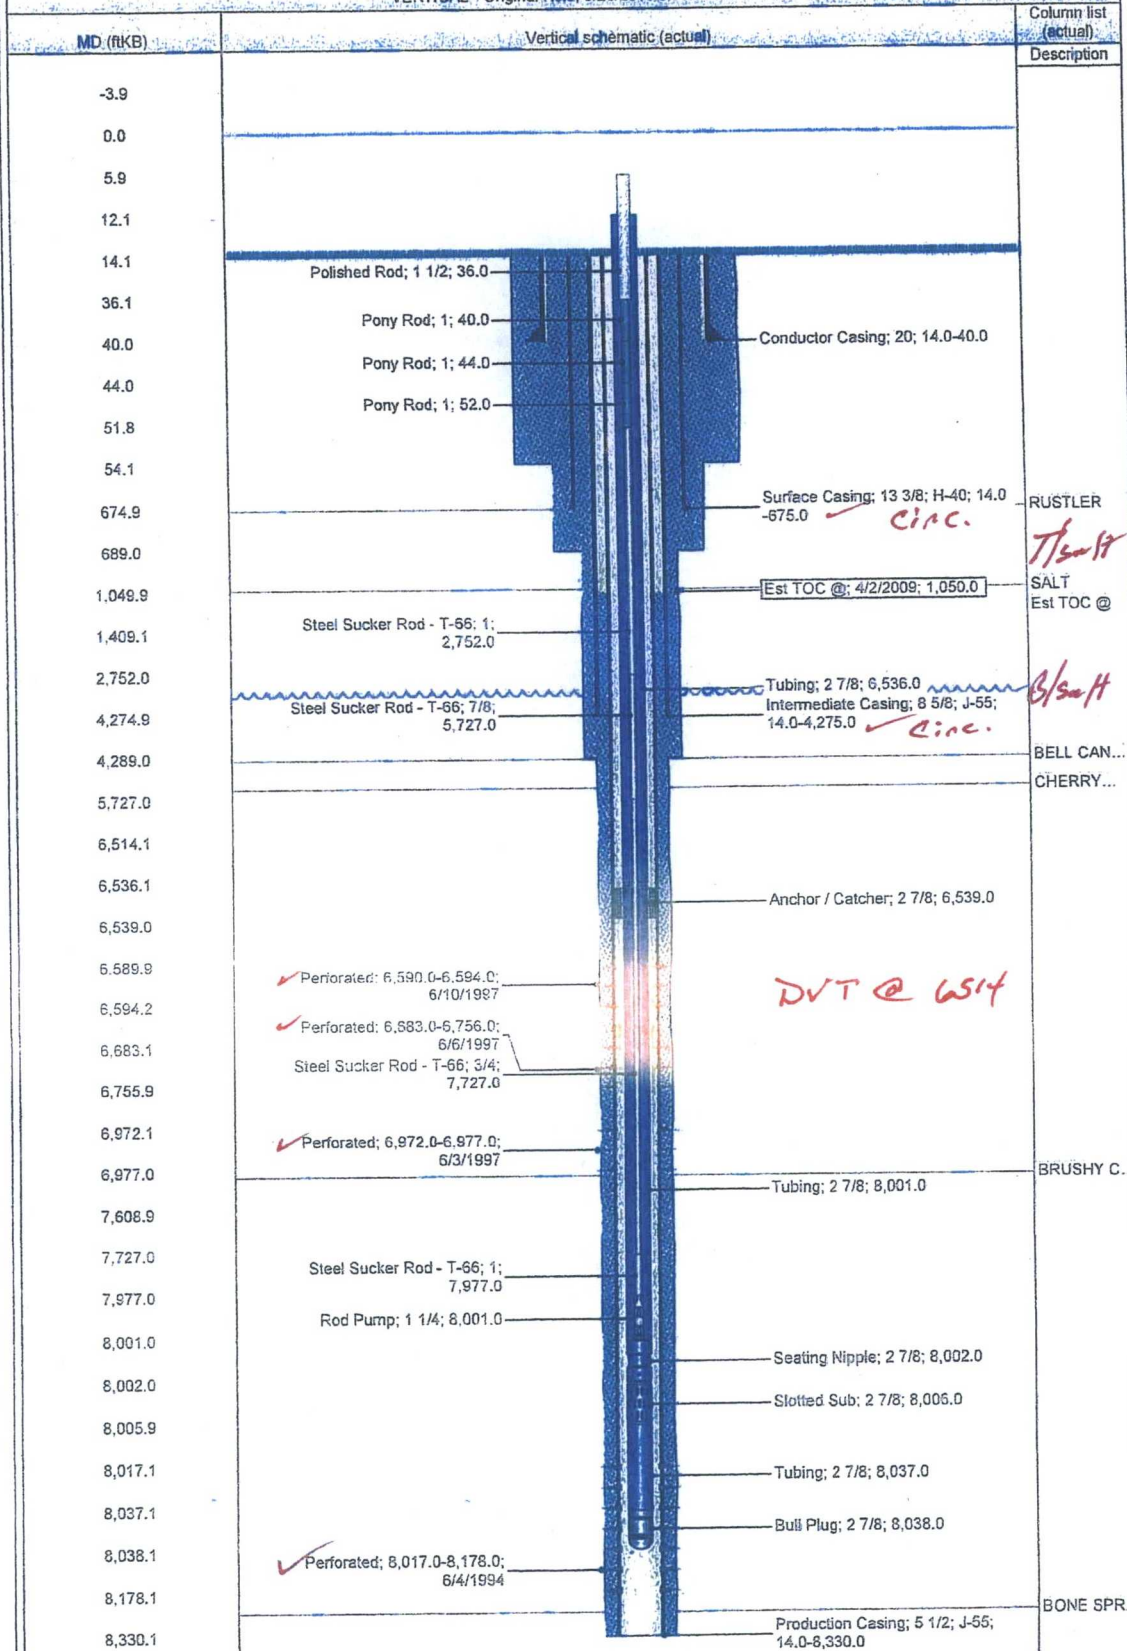 VERTICAL - Original
MD (ftKB)
Vertical schematic (actual)
Column list
(actual)
Description
-3.9
0.0
5.9
12.1
14.1
36.1
40.0
44.0
51.8
54.1
674.9
689.0
1,049.9
1,409.1
2,752.0
4,274.9
4,289.0
5,727.0
6,514.1
6,536.1
6,539.0
6,589.9
6,594.2
6,683.1
6,755.9
6,972.1
6,977.0
7,608.9
7,727.0
7,977.0
8,001.0
8,002.0
8,005.9
8,017.1
8,037.1
8,038.1
8,178.1
8,330.1
Polished Rod; 1 1/2; 36.0
Pony Rod; 1; 40.0
Pony Rod; 1; 44.0
Pony Rod; 1; 52.0
Steel Sucker Rod - T-66; 1;
2,752.0
Steel Sucker Rod - T-66; 7/8;
5,727.0
Perforated; 6,590.0-6,594.0;
6/10/1997
Perforated; 6,683.0-6,756.0;
6/6/1997
Steel Sucker Rod - T-66; 3/4;
7,727.0
Perforated; 6,972.0-6,977.0;
6/3/1997
Steel Sucker Rod - T-66; 1;
7,977.0
Rod Pump; 1 1/4; 8,001.0
Perforated; 8,017.0-8,178.0;
6/4/1994
Conductor Casing; 20; 14.0-40.0
Surface Casing; 13 3/8; H-40; 14.0
-675.0
Circ.
Est TOC @; 4/2/2009; 1,050.0
Tubing; 2 7/8; 6,536.0
Intermediate Casing; 8 5/8; J-55;
14.0-4,275.0
Circ.
Anchor / Catcher; 2 7/8; 6,539.0
DVT @ 6514
Tubing; 2 7/8; 8,001.0
Seating Nipple; 2 7/8; 8,002.0
Slotted Sub; 2 7/8; 8,006.0
Tubing; 2 7/8; 8,037.0
Bull Plug; 2 7/8; 8,038.0
Production Casing; 5 1/2; J-55;
14.0-8,330.0
RUSTLER
T/Salt
SALT
Est TOC @
B/Salt
BELL CAN...
CHERRY...
BRUSHY C.
BONE SPR